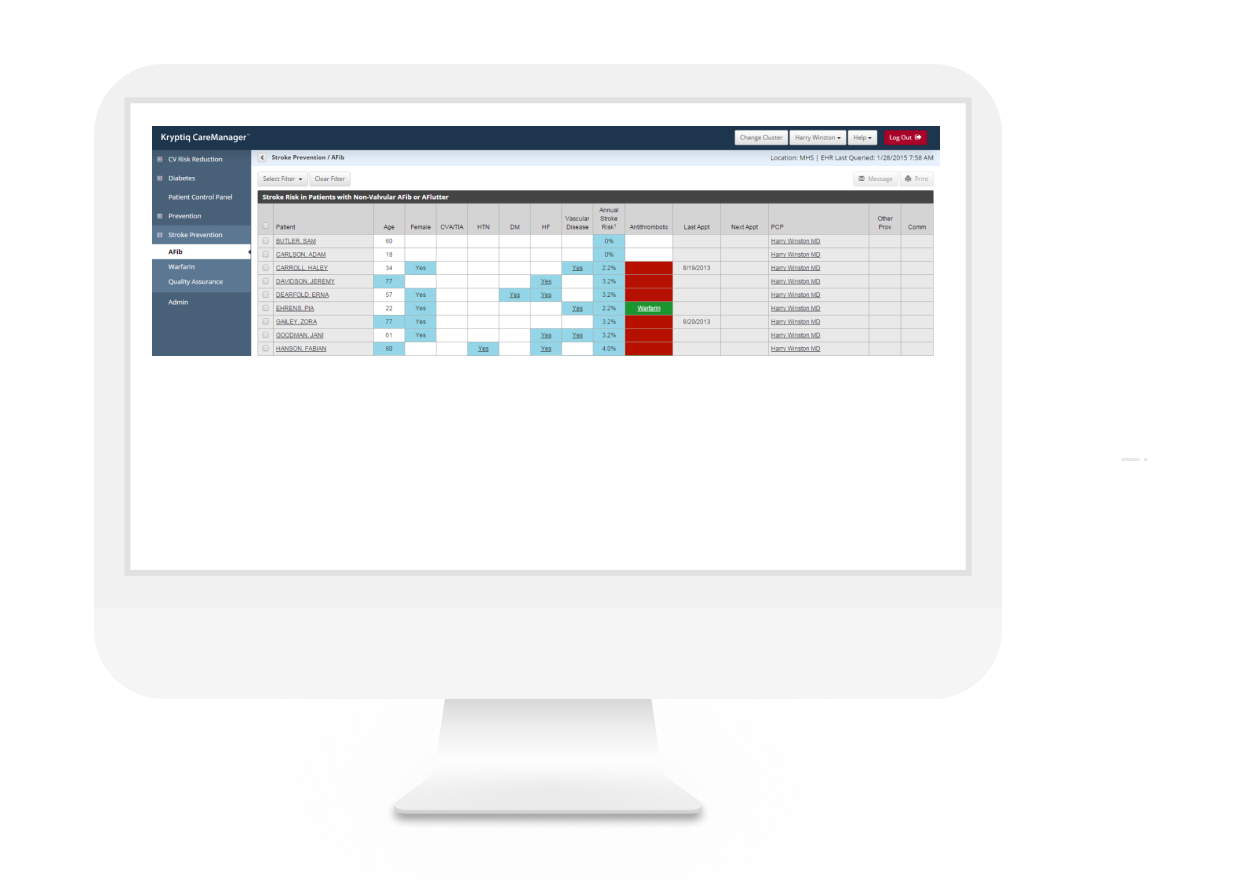 Kryptiq CareManager™
Change Cluster Harry Winston Help Log Out
CV Risk Reduction
Diabetes
Patient Control Panel
Prevention
Stroke Prevention
AFib
Warfarin
Quality Assurance
Admin
Stroke Prevention / AFib Location: MHS | EHR Last Queried: 1/28/2015 7:58 AM
Select Filter Clear Filter Message Print
Stroke Risk in Patients with Non-Valvular AFib or AFlutter
Patient Age Female CVA/TIA HTN DM HF Vascular Disease Annual Stroke Risk Antithrombotic Last Appt Next Appt PCP Other Prov Comm
BUTLER, SAM 60 0% Harry Winston MD
CARLSON, ADAM 18 0% Harry Winston MD
CARROLL, HALEY 34 Yes Yes 2.2% 8/19/2013 Harry Winston MD
DAVIDSON, JEREMY 77 Yes 3.2% Harry Winston MD
DEARFOLD, ERNA 57 Yes Yes Yes 3.2% Harry Winston MD
EHRENS, PIA 22 Yes Yes 2.2% Warfarin Harry Winston MD
GAILEY, ZORA 77 Yes 3.2% 6/20/2013 Harry Winston MD
GOODMAN, JANI 61 Yes Yes Yes 3.2% Harry Winston MD
HANSON, FABIAN 80 Yes Yes 4.0% Harry Winston MD